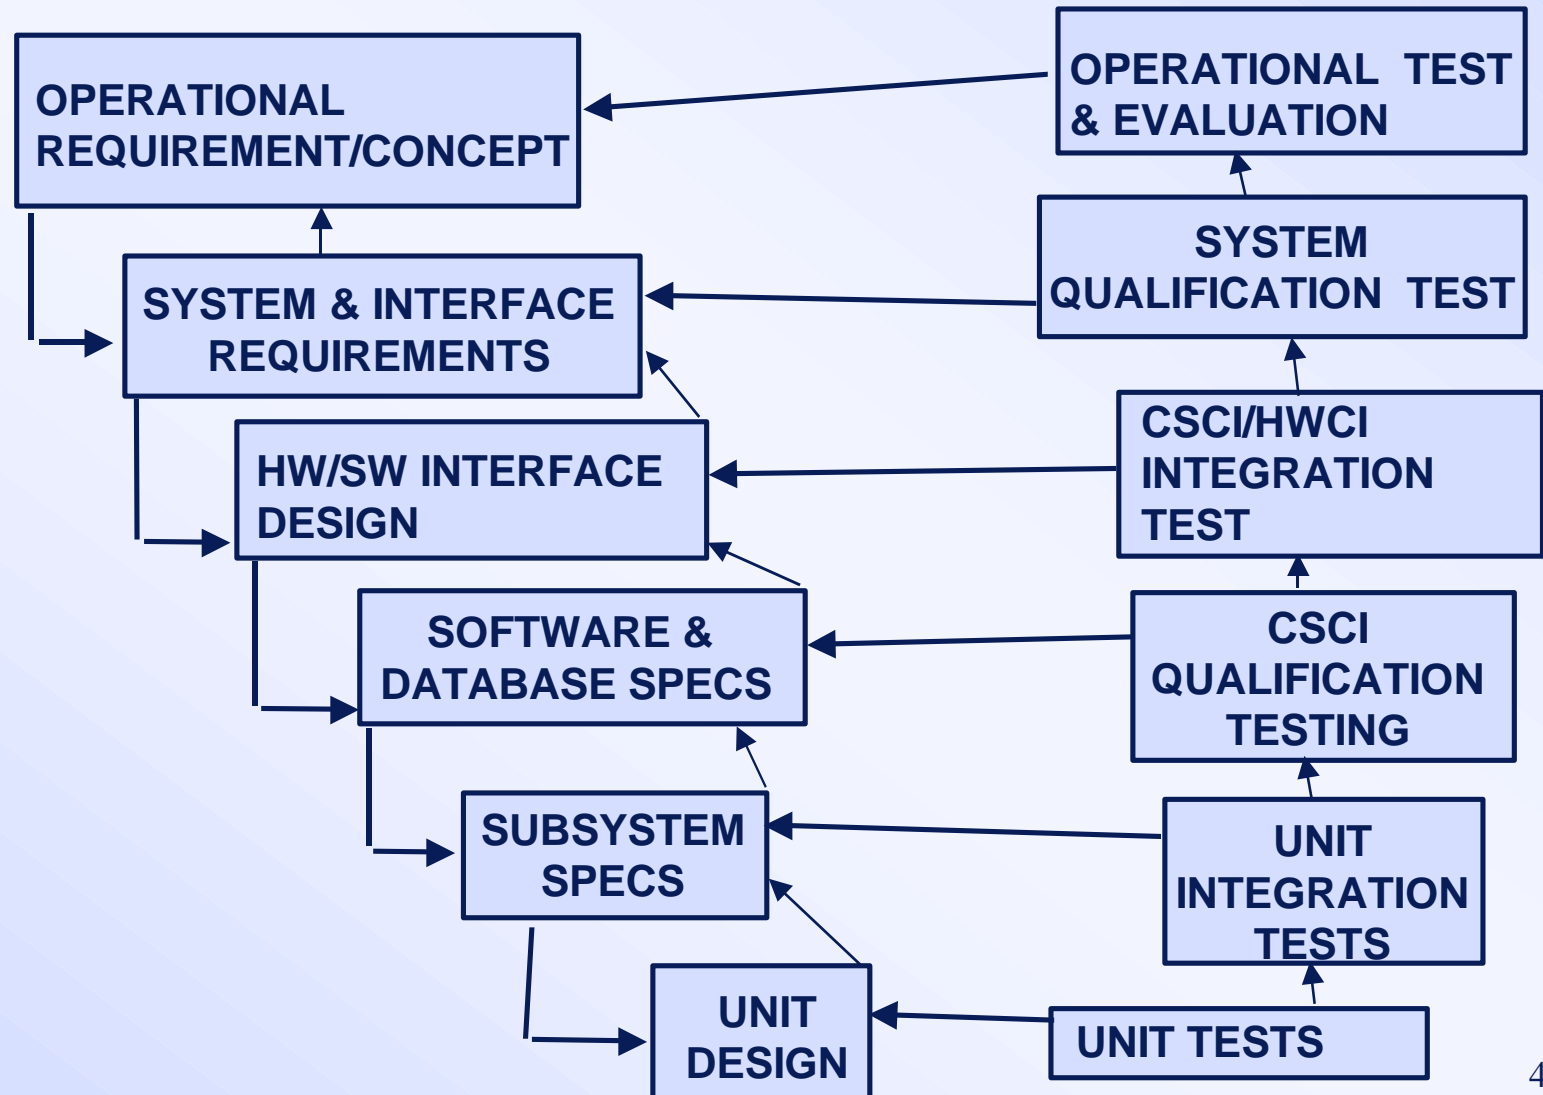 OPERATIONAL
REQUIREMENT/CONCEPT
OPERATIONAL TEST
& EVALUATION
SYSTEM & INTERFACE
REQUIREMENTS
SYSTEM
QUALIFICATION TEST
HW/SW INTERFACE
DESIGN
CSCI/HWCI
INTEGRATION
TEST
SOFTWARE &
DATABASE SPECS
CSCI
QUALIFICATION
TESTING
SUBSYSTEM
SPECS
UNIT
INTEGRATION
TESTS
UNIT
DESIGN
UNIT TESTS
4